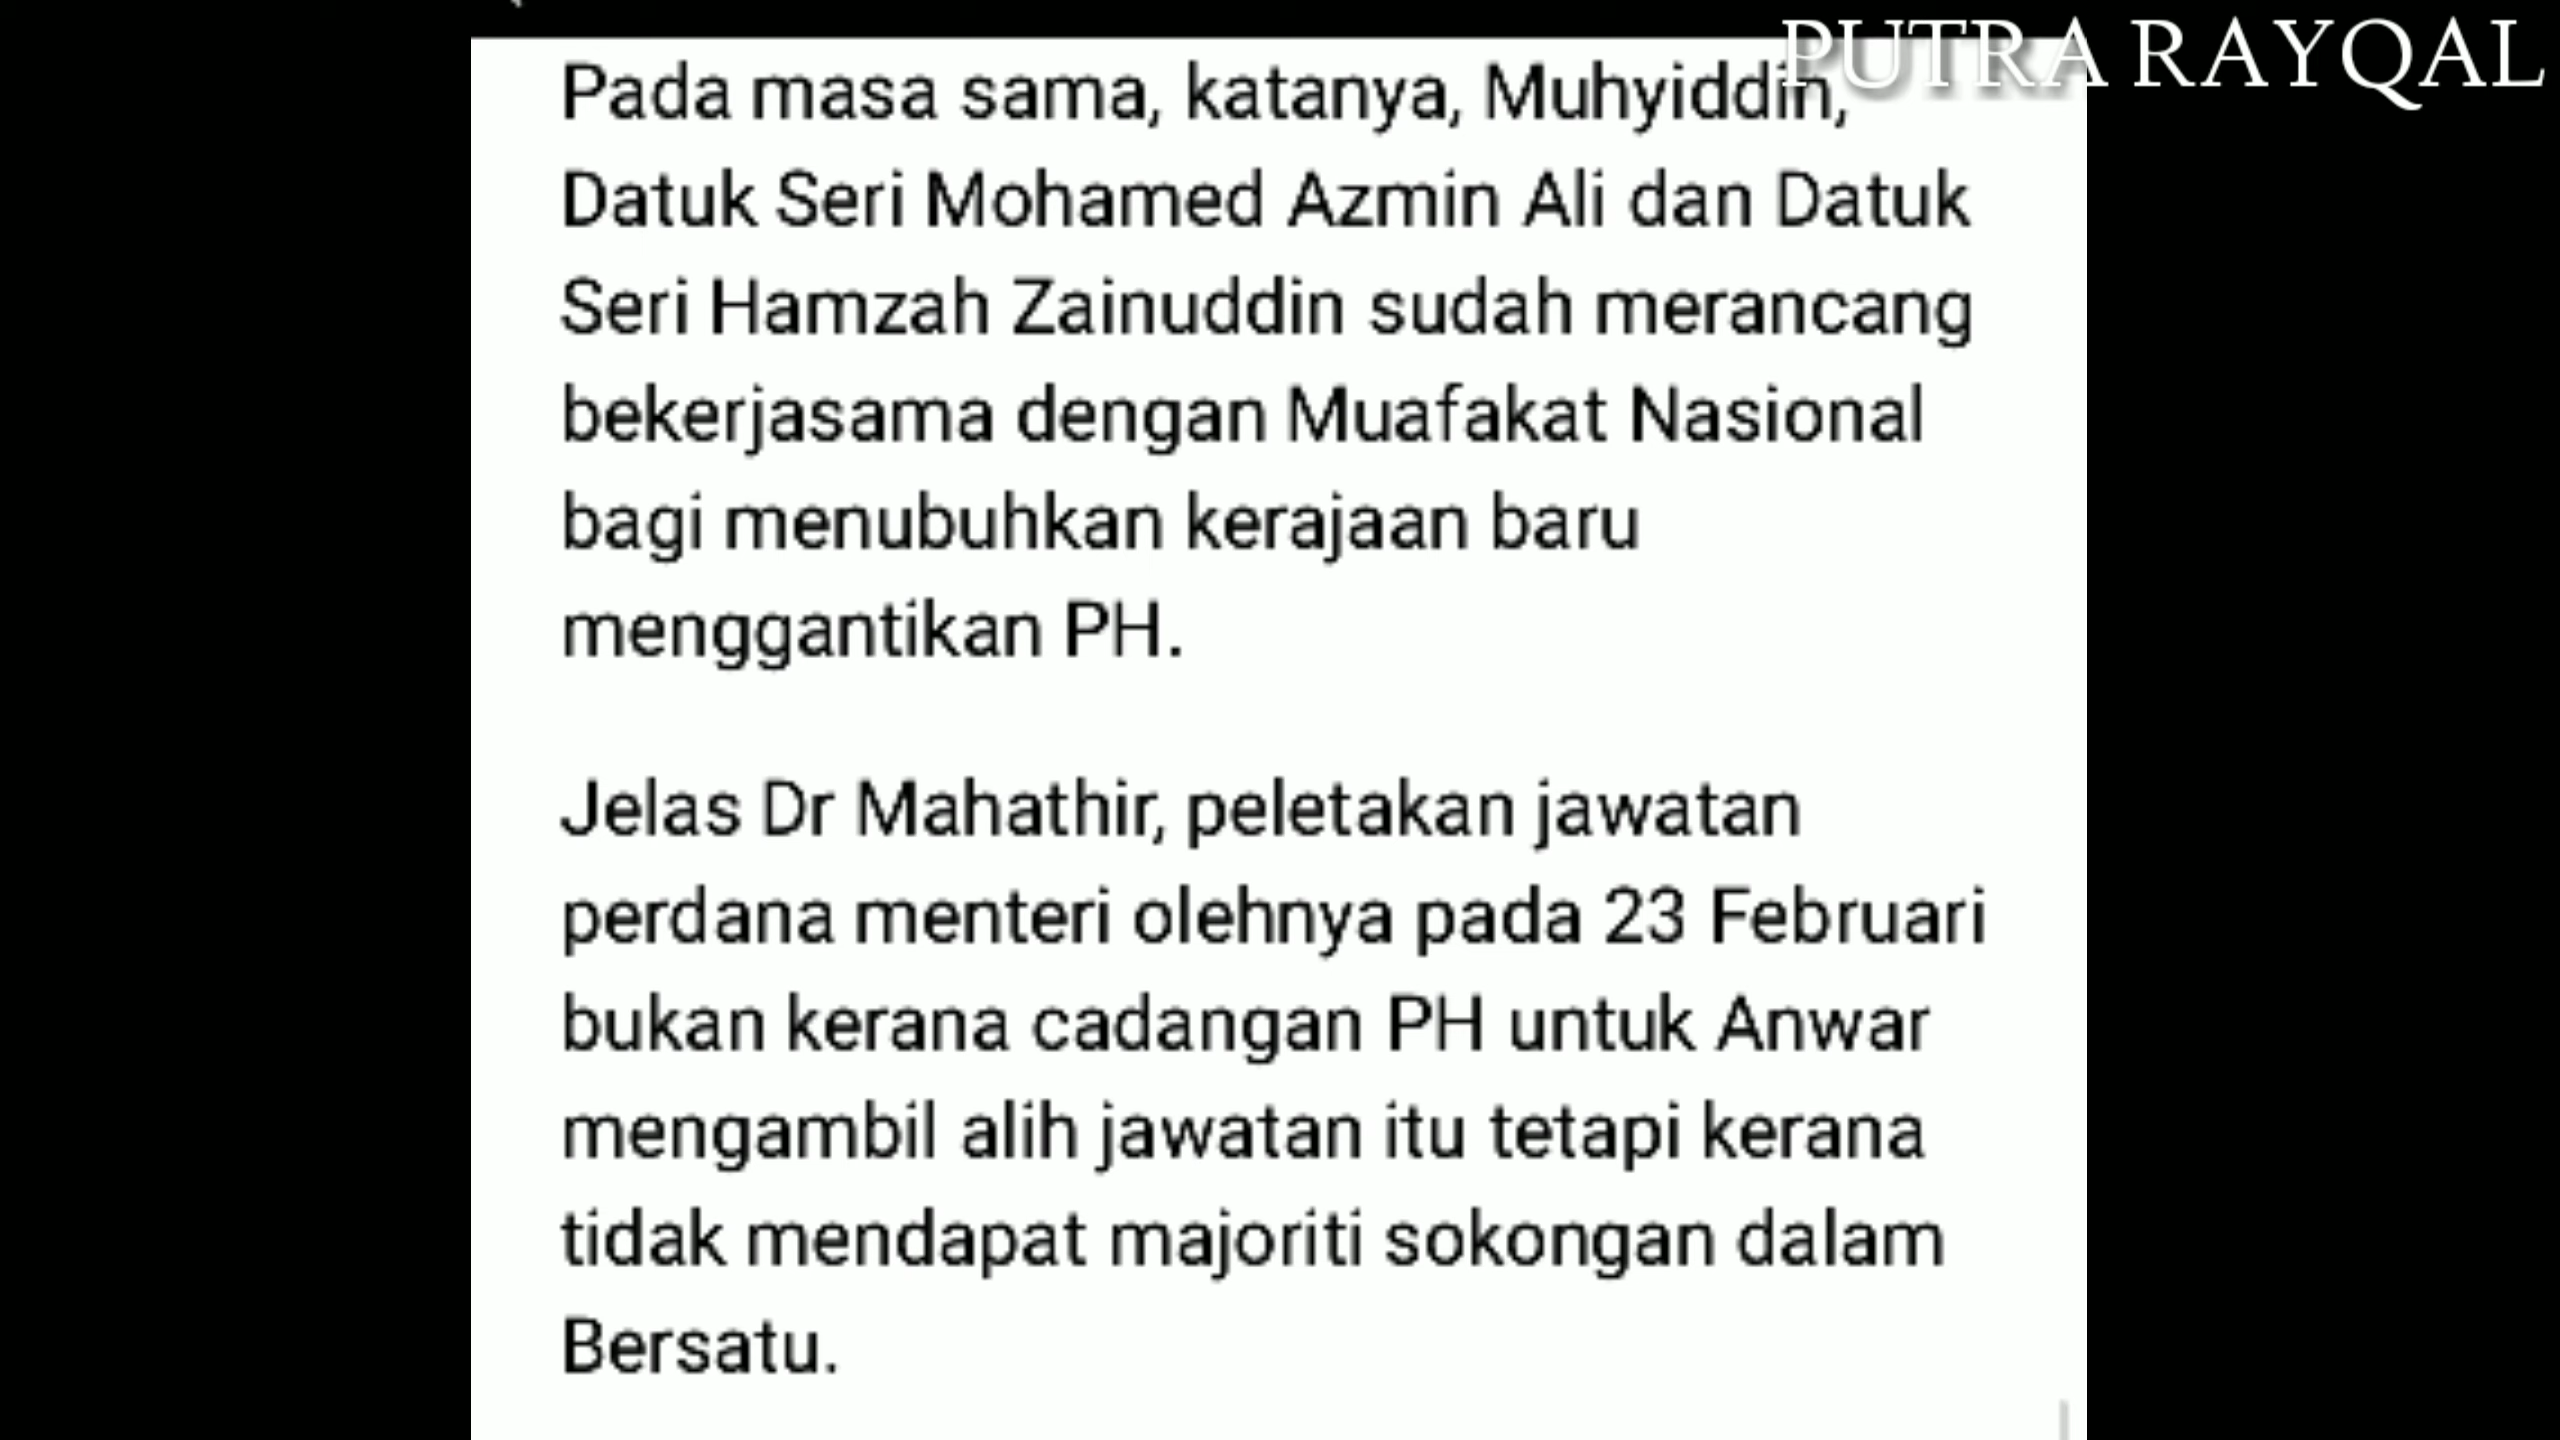 PUTRA RAYQAL
Pada masa sama, katanya, Muhyiddin,
Datuk Seri Mohamed Azmin Ali dan Datuk
Seri Hamzah Zainuddin sudah merancang
bekerjasama dengan Muafakat Nasional
bagi menubuhkan kerajaan baru
menggantikan PH.
Jelas Dr Mahathir, peletakan jawatan
perdana menteri olehnya pada 23 Februari
bukan kerana cadangan PH untuk Anwar
mengambil alih jawatan itu tetapi kerana
tidak mendapat majoriti sokongan dalam
Bersatu.